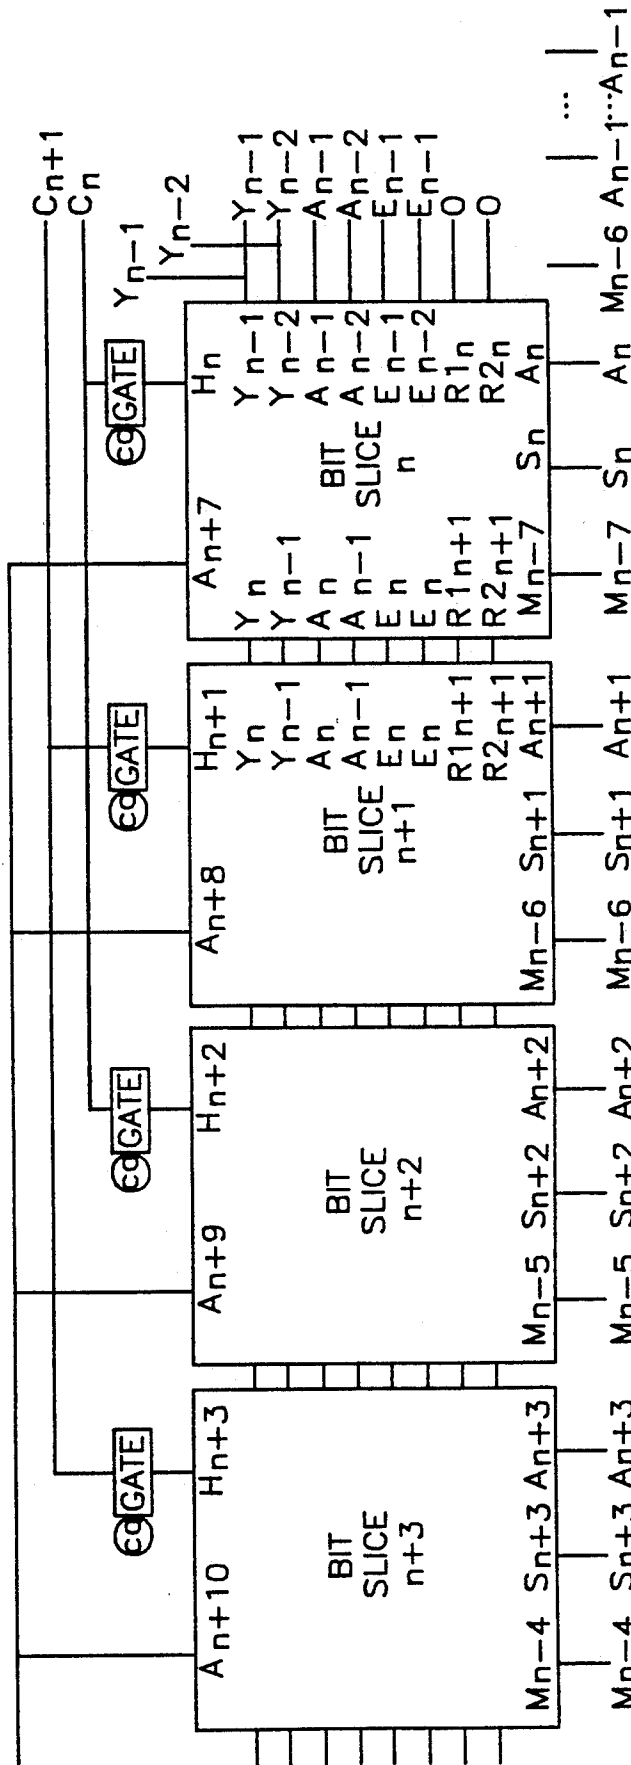 Cn+1
Cn
Yn-1
Yn-2
Yn-1
Yn-2
An-1
An-2
En-1
En-1
O
O
CO GATE
CO GATE
CO GATE
CO GATE
An+10
Hn+3
An+9
Hn+2
An+8
Hn+1
An+7
Hn
Yn
Yn-1
An
An-1
En
En
R1n+1
R2n+1
Yn
Yn-1
An
An-1
En
En
R1n+1
R2n+1
Yn-1
Yn-2
An-1
An-2
En-1
En-2
R1n
R2n
BIT
SLICE
n+3
BIT
SLICE
n+2
BIT
SLICE
n+1
BIT
SLICE
n
Mn-4 Sn+3 An+3
Mn-5 Sn+2 An+2
Mn-6 Sn+1 An+1
Mn-7 Sn An
...
Mn-4 Sn+3 An+3
Mn-5 Sn+2 An+2
Mn-6 Sn+1 An+1
Mn-7 Sn An
Mn-6 An-1...An-1